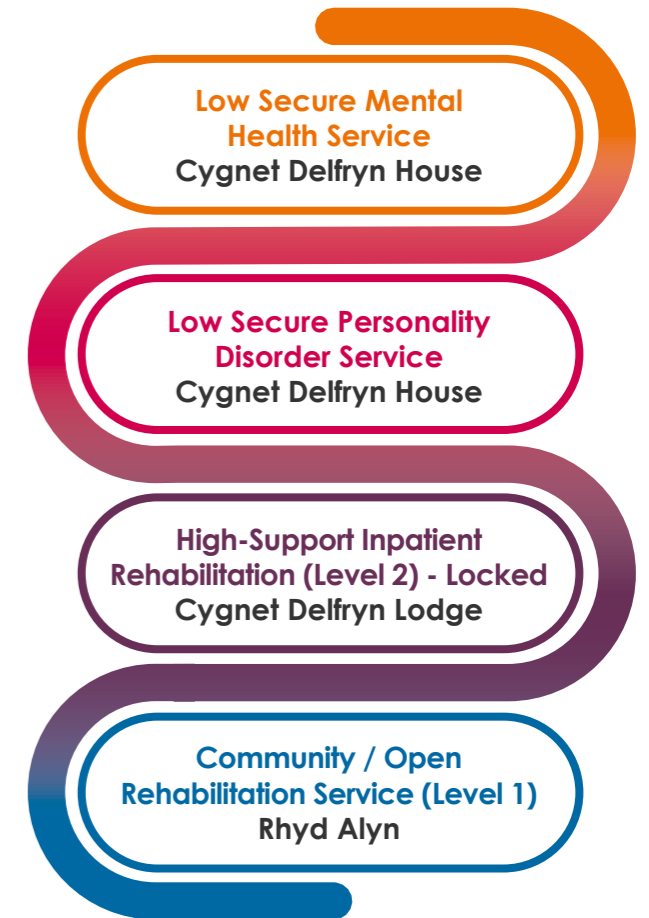 Low Secure Mental
Health Service
Cygnet Delfryn House
Low Secure Personality
Disorder Service
Cygnet Delfryn House
High-Support Inpatient
Rehabilitation (Level 2) - Locked
Cygnet Delfryn Lodge
Community / Open
Rehabilitation Service (Level 1)
Rhyd Alyn